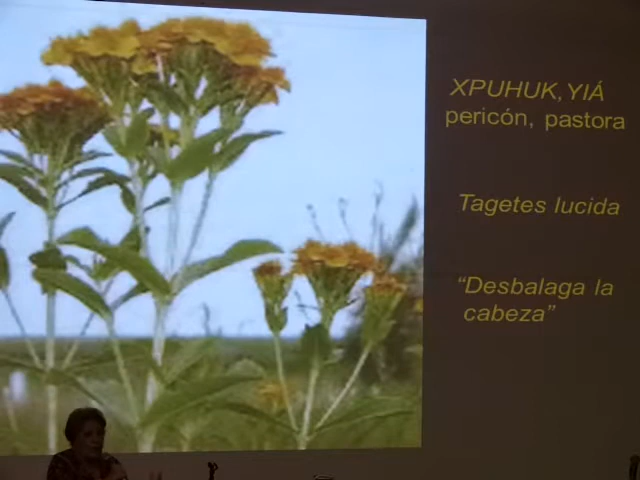 XPUHUK, YIÁ
pericón, pastora
Tagetes lucida
“Desbalaga la
cabeza”